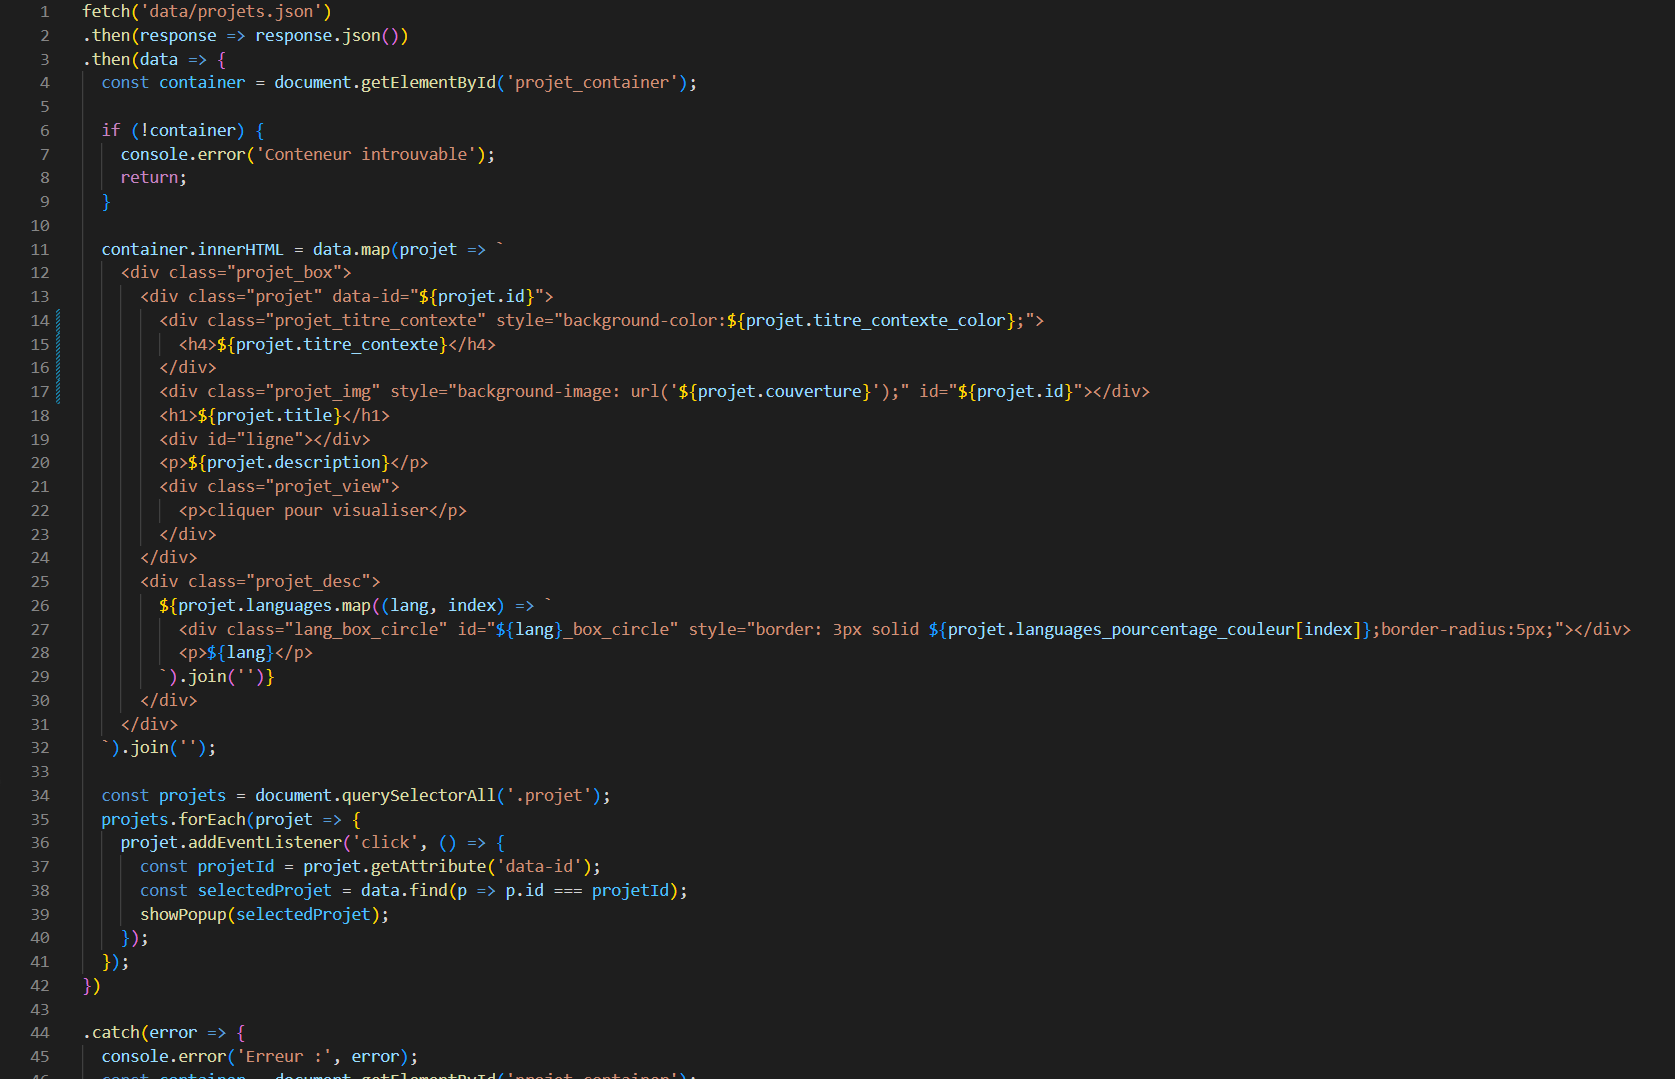 1 fetch('data/projets.json')
2 .then(response => response.json())
3 .then(data => {
4   const container = document.getElementById('projet_container');
5
6   if (!container) {
7     console.error('Conteneur introuvable');
8     return;
9   }
10
11   container.innerHTML = data.map(projet => `
12     <div class="projet_box">
13       <div class="projet" data-id="${projet.id}">
14         <div class="projet_titre_contexte" style="background-color:${projet.titre_contexte_color};">
15           <h4>${projet.titre_contexte}</h4>
16         </div>
17         <div class="projet_img" style="background-image: url('${projet.couverture}');" id="${projet.id}"></div>
18         <h1>${projet.title}</h1>
19         <div id="ligne"></div>
20         <p>${projet.description}</p>
21         <div class="projet_view">
22           <p>cliquer pour visualiser</p>
23         </div>
24       </div>
25       <div class="projet_desc">
26         ${projet.languages.map((lang, index) => `
27           <div class="lang_box_circle" id="${lang}_box_circle" style="border: 3px solid ${projet.languages_pourcentage_couleur[index]};border-radius:5px;"></div>
28           <p>${lang}</p>
29         `).join('')}
30       </div>
31     </div>
32   `).join('');
33
34   const projets = document.querySelectorAll('.projet');
35   projets.forEach(projet => {
36     projet.addEventListener('click', () => {
37       const projetId = projet.getAttribute('data-id');
38       const selectedProjet = data.find(p => p.id === projetId);
39       showPopup(selectedProjet);
40     });
41   });
42 })
43
44 .catch(error => {
45   console.error('Erreur :', error);
46   const container = document.getElementById('projet_container');